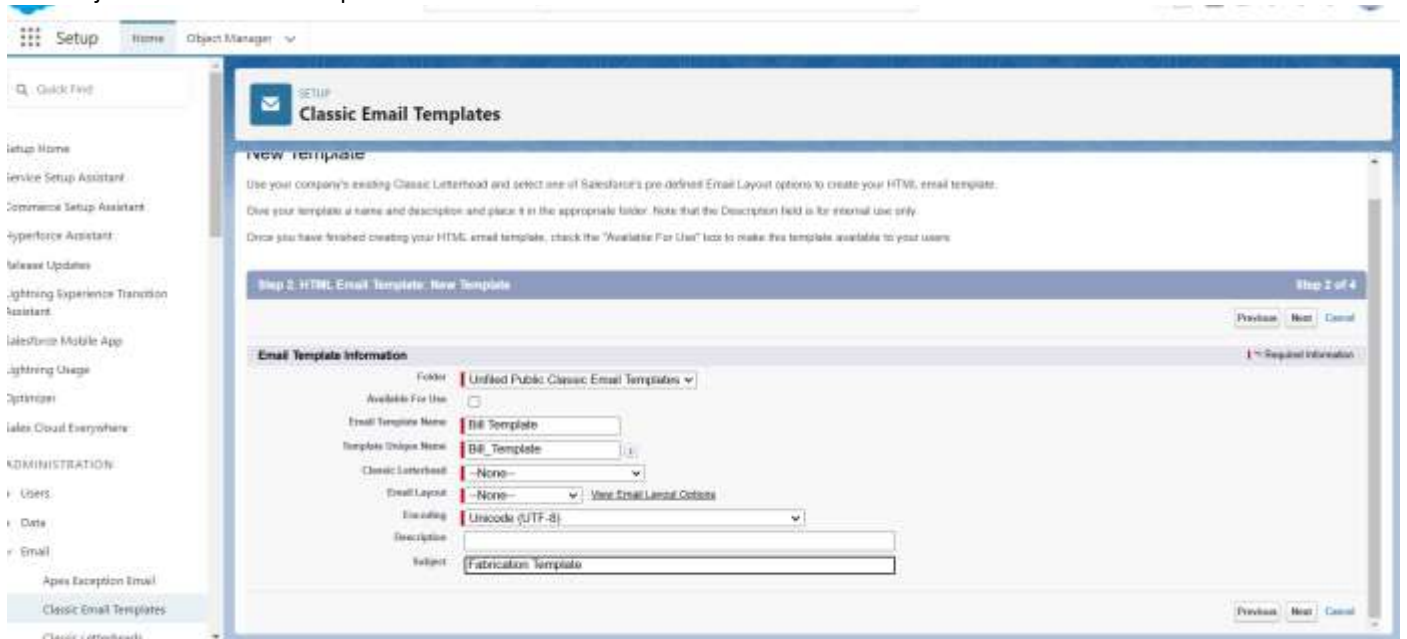 Setup Home Object Manager
Quick Find
SETUP
Classic Email Templates
Setup Home
Service Setup Assistant
Commerce Setup Assistant
Hyperforce Assistant
Release Updates
Lightning Experience Transition
Assistant
Salesforce Mobile App
Lightning Usage
Optimizer
Sales Cloud Everywhere
ADMINISTRATION
Users
Data
Email
Apex Exception Email
Classic Email Templates
Classic Letterheads
New Template
Use your company's existing Classic Letterhead and select one of Salesforce's pre-defined Email Layout options to create your HTML email template.
Give your template a name and description and place it in the appropriate folder. Note that the Description field is for internal use only.
Once you have finished creating your HTML email template, check the "Available For Use" box to make this template available to your users
Step 2. HTML Email Template: New Template Step 2 of 4
Previous Next Cancel
Email Template Information = Required Information
Folder Unfiled Public Classic Email Templates
Available For Use
Email Template Name Bill Template
Template Unique Name Bill_Template i
Classic Letterhead --None--
Email Layout --None-- View Email Layout Options
Encoding Unicode (UTF-8)
Description
Subject Fabrication Template
Previous Next Cancel